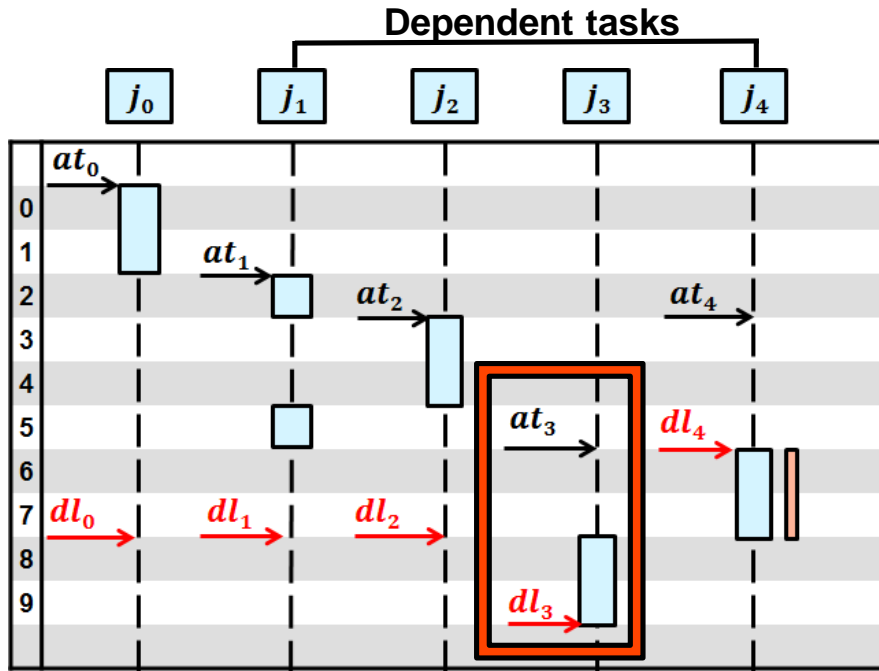 Dependent tasks
j₀ j₁ j₂ j₃ j₄
at₀
0
1 at₁
2 at₂ at₄
3
4
5 at₃ dl₄
6
7 dl₀ dl₁ dl₂
8
9 dl₃